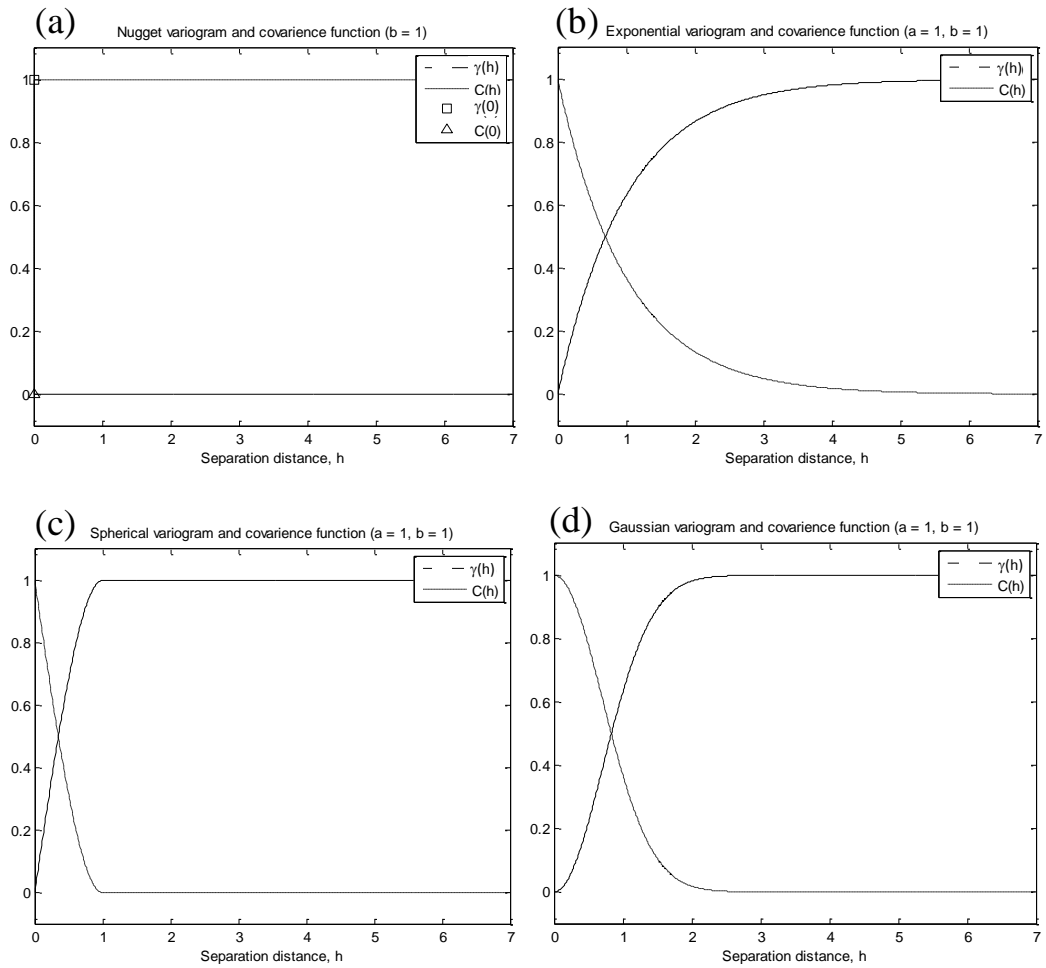 (a)
Nugget variogram and covarience function (b = 1)
γ(h)
C(h)
γ(0)
C(0)
1
0.8
0.6
0.4
0.2
0
0 1 2 3 4 5 6 7
Separation distance, h
(b)
Exponential variogram and covarience function (a = 1, b = 1)
γ(h)
C(h)
1
0.8
0.6
0.4
0.2
0
0 1 2 3 4 5 6 7
Separation distance, h
(c)
Spherical variogram and covarience function (a = 1, b = 1)
γ(h)
C(h)
1
0.8
0.6
0.4
0.2
0
0 1 2 3 4 5 6 7
Separation distance, h
(d)
Gaussian variogram and covarience function (a = 1, b = 1)
γ(h)
C(h)
1
0.8
0.6
0.4
0.2
0
0 1 2 3 4 5 6 7
Separation distance, h